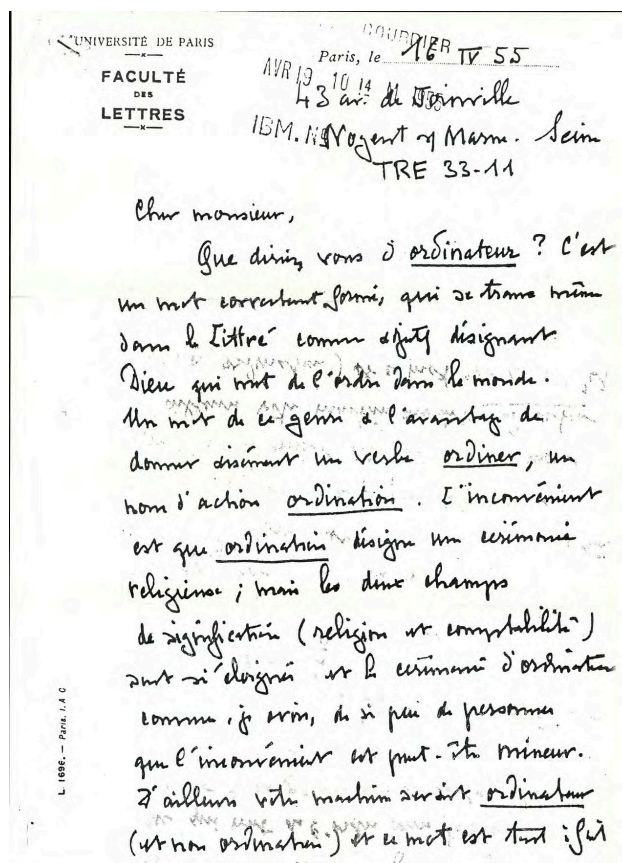 UNIVERSITÉ DE PARIS
FACULTÉ
DES
LETTRES
COURRIER
Paris, le 16 IV 55
AVR 19 10 14
43 av. de Joinville
IBM.
Nogent s/ Marne. Seine
TRE 33-11
Cher monsieur,
Que diriez vous d'ordinateur ? C'est
un mot correctement formé, qui se trouve même
dans le Littré comme adjectif désignant
Dieu qui met de l'ordre dans le monde.
Un mot de ce genre a l'avantage de
donner aisément un verbe ordiner, un
nom d'action ordination. L'inconvénient
est que ordination désigne une cérémonie
religieuse ; mais les deux champs
de signification (religion et comptabilité)
sont si éloignés et la cérémonie d'ordination
connue, je crois, de si peu de personnes
que l'inconvénient est peut-être mineur.
D'ailleurs votre machine serait ordinateur
(et non ordination) et ce mot est tout à fait
L. 1696. — Paris. I. A. C.